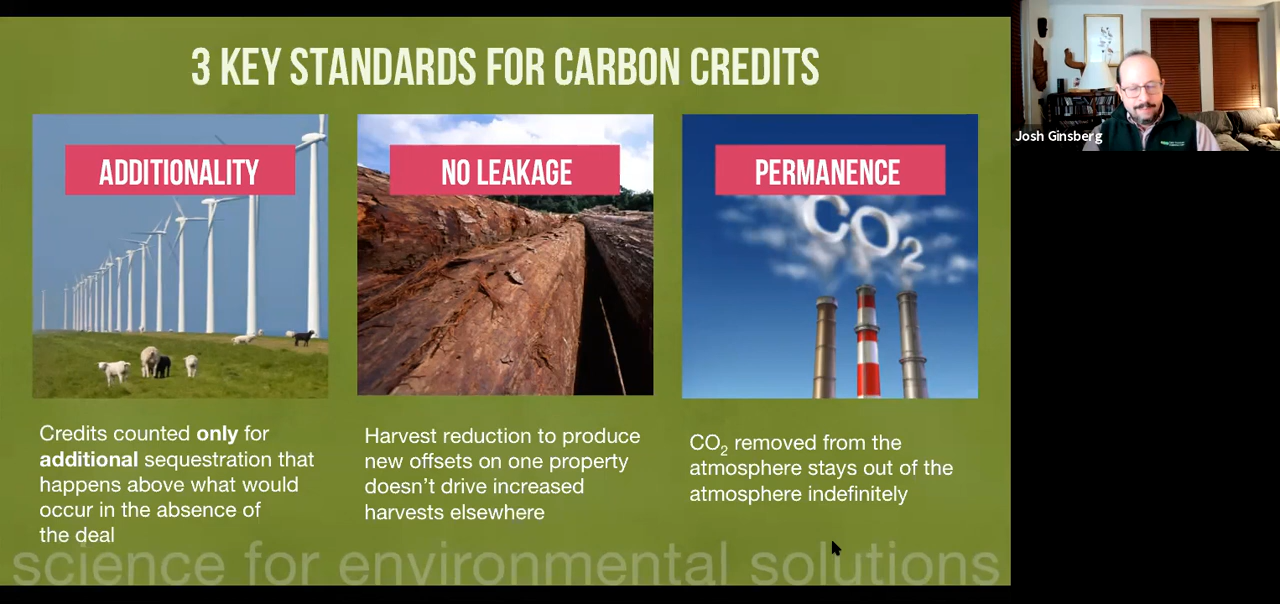 3 KEY STANDARDS FOR CARBON CREDITS
ADDITIONALITY
Credits counted only for
additional sequestration that
happens above what would
occur in the absence of
the deal
NO LEAKAGE
Harvest reduction to produce
new offsets on one property
doesn't drive increased
harvests elsewhere
PERMANENCE
CO2
CO₂ removed from the
atmosphere stays out of the
atmosphere indefinitely
science for environmental solutions
Josh Ginsberg